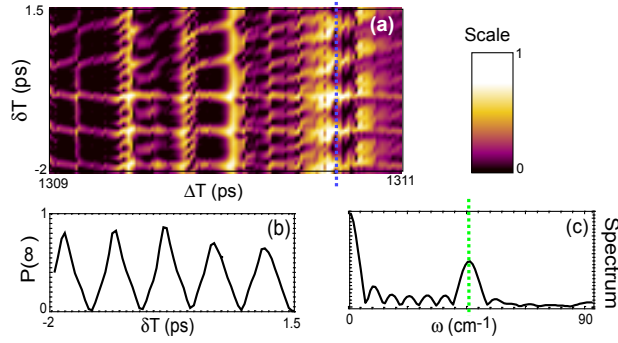 1.5
(a)
δT (ps)
-2
1309
ΔT (ps)
1311
Scale
1
0
1
(b)
P(∞)
0
-2
δT (ps)
1.5
(c)
Spectrum
0
ω (cm-1)
90